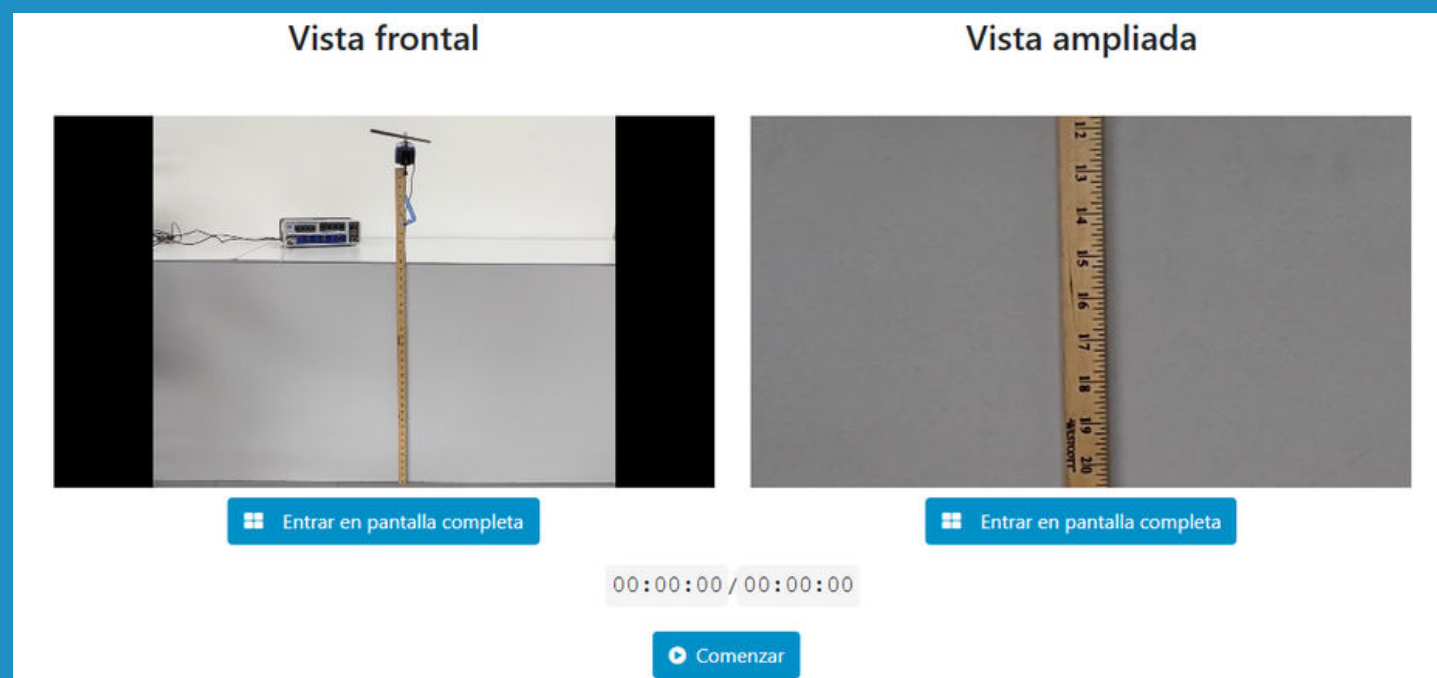 Vista frontal
Vista ampliada
12
13
14
15
16
17
18
19
WESTCOTT
20
Entrar en pantalla completa
Entrar en pantalla completa
00:00:00/00:00:00
Comenzar